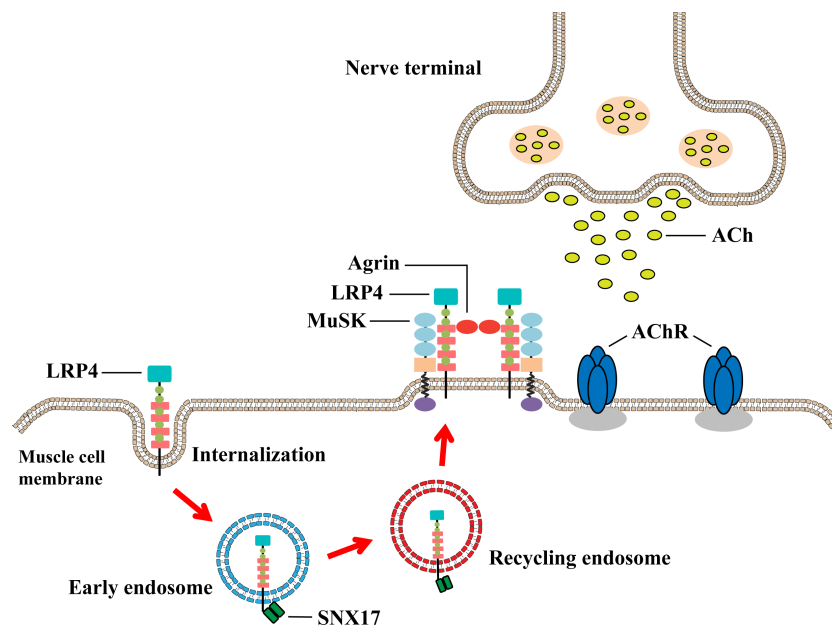 Nerve terminal
ACh
Agrin
LRP4
MuSK
AChR
LRP4
Muscle cell
membrane
Internalization
Early endosome
SNX17
Recycling endosome